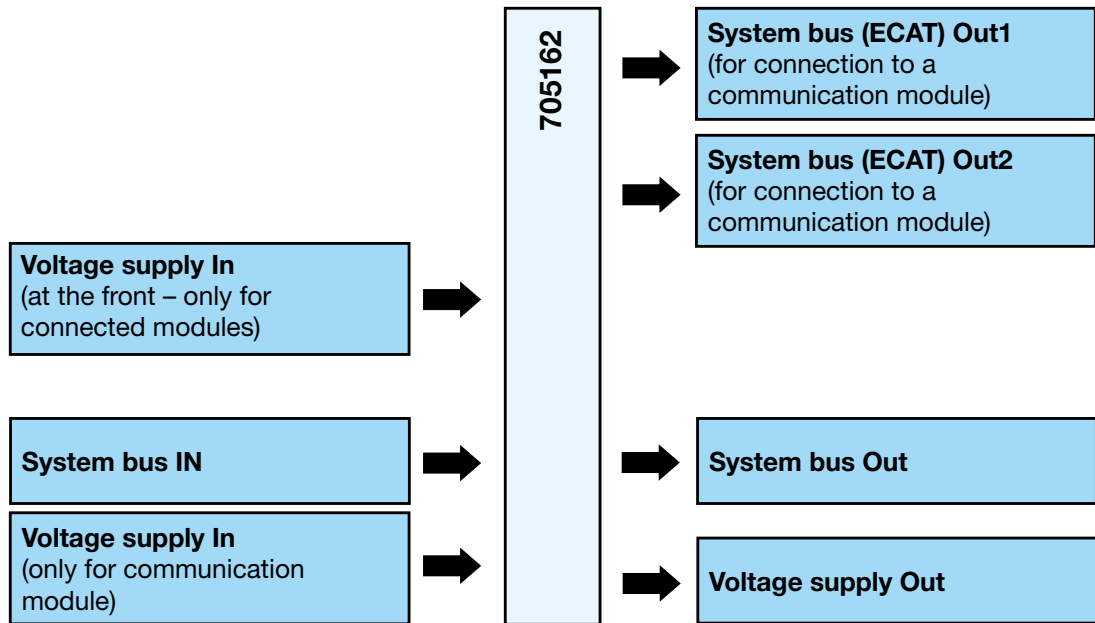 Voltage supply In
(at the front – only for
connected modules)
System bus IN
Voltage supply In
(only for communication
module)
705162
System bus (ECAT) Out1
(for connection to a
communication module)
System bus (ECAT) Out2
(for connection to a
communication module)
System bus Out
Voltage supply Out